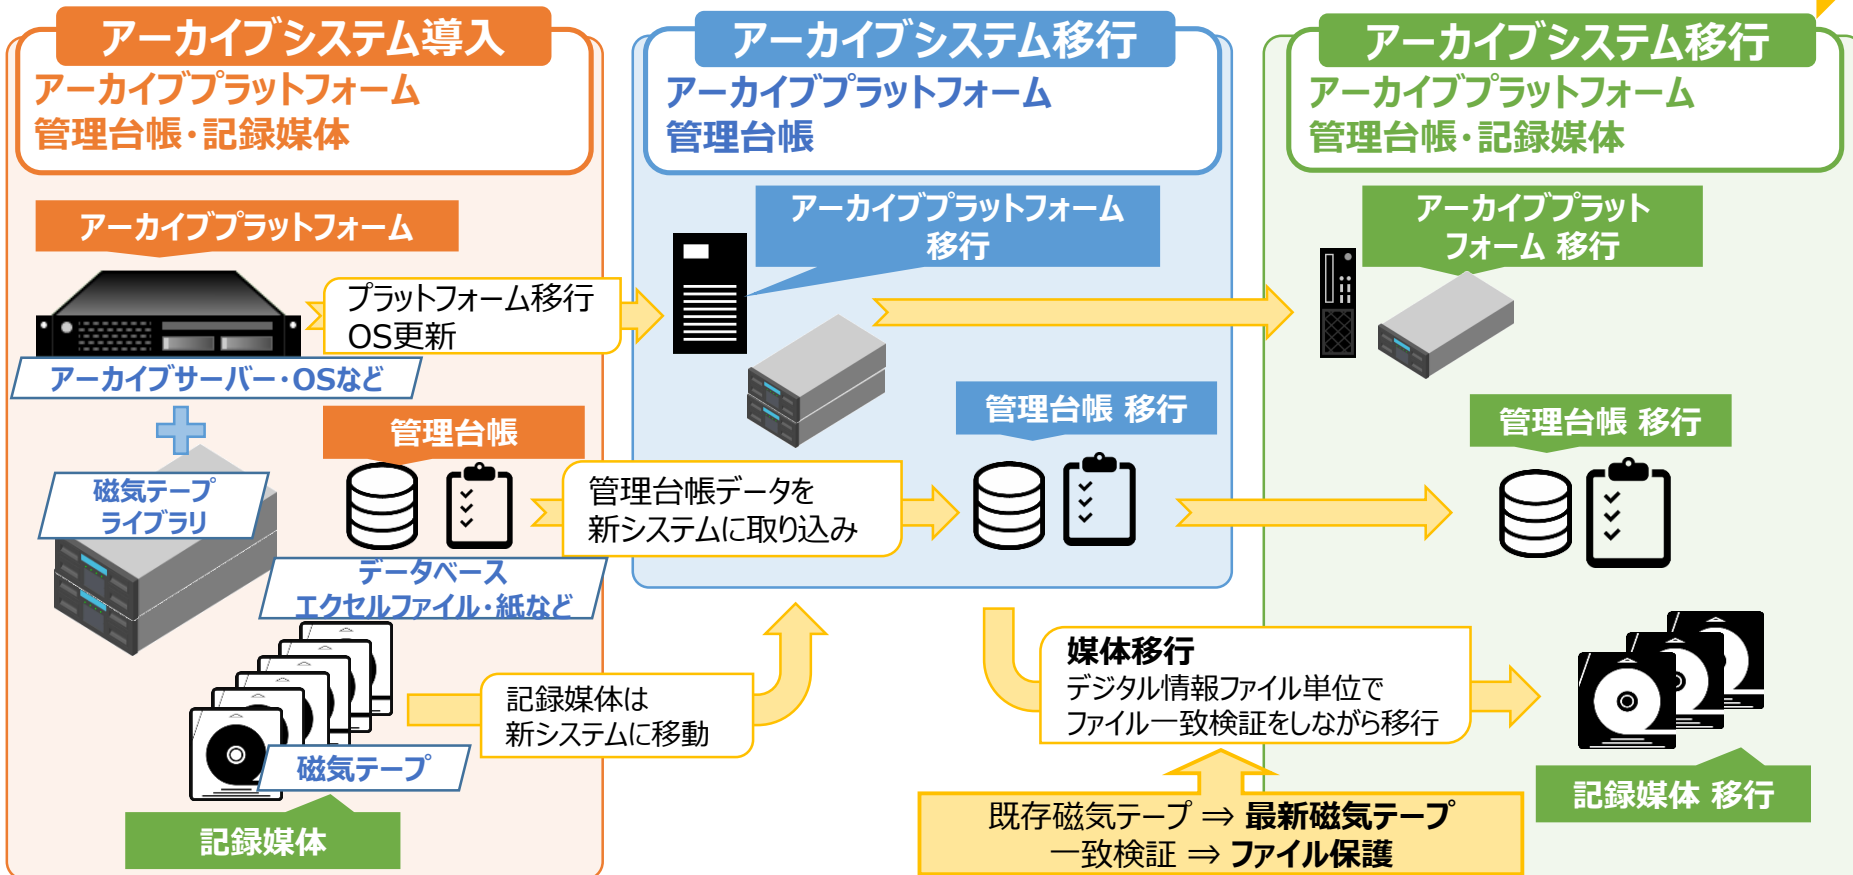 アーカイブシステム導入
アーカイブプラットフォーム
管理台帳・記録媒体
アーカイブプラットフォーム
アーカイブサーバー・OSなど
磁気テープ
ライブラリ
管理台帳
データベース
エクセルファイル・紙など
磁気テープ
記録媒体
プラットフォーム移行
OS更新
管理台帳データを
新システムに取り込み
記録媒体は
新システムに移動
アーカイブシステム移行
アーカイブプラットフォーム
管理台帳
アーカイブプラットフォーム
移行
管理台帳 移行
媒体移行
デジタル情報ファイル単位で
ファイル一致検証をしながら移行
既存磁気テープ ⇒ 最新磁気テープ
一致検証 ⇒ ファイル保護
アーカイブシステム移行
アーカイブプラットフォーム
管理台帳・記録媒体
アーカイブプラット
フォーム 移行
管理台帳 移行
記録媒体 移行